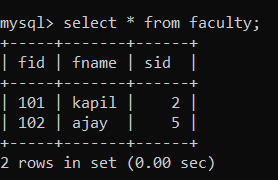 mysql> select * from faculty;
+-----+-------+------+
| fid | fname | sid  |
+-----+-------+------+
| 101 | kapil |    2 |
| 102 | ajay  |    5 |
+-----+-------+------+
2 rows in set (0.00 sec)